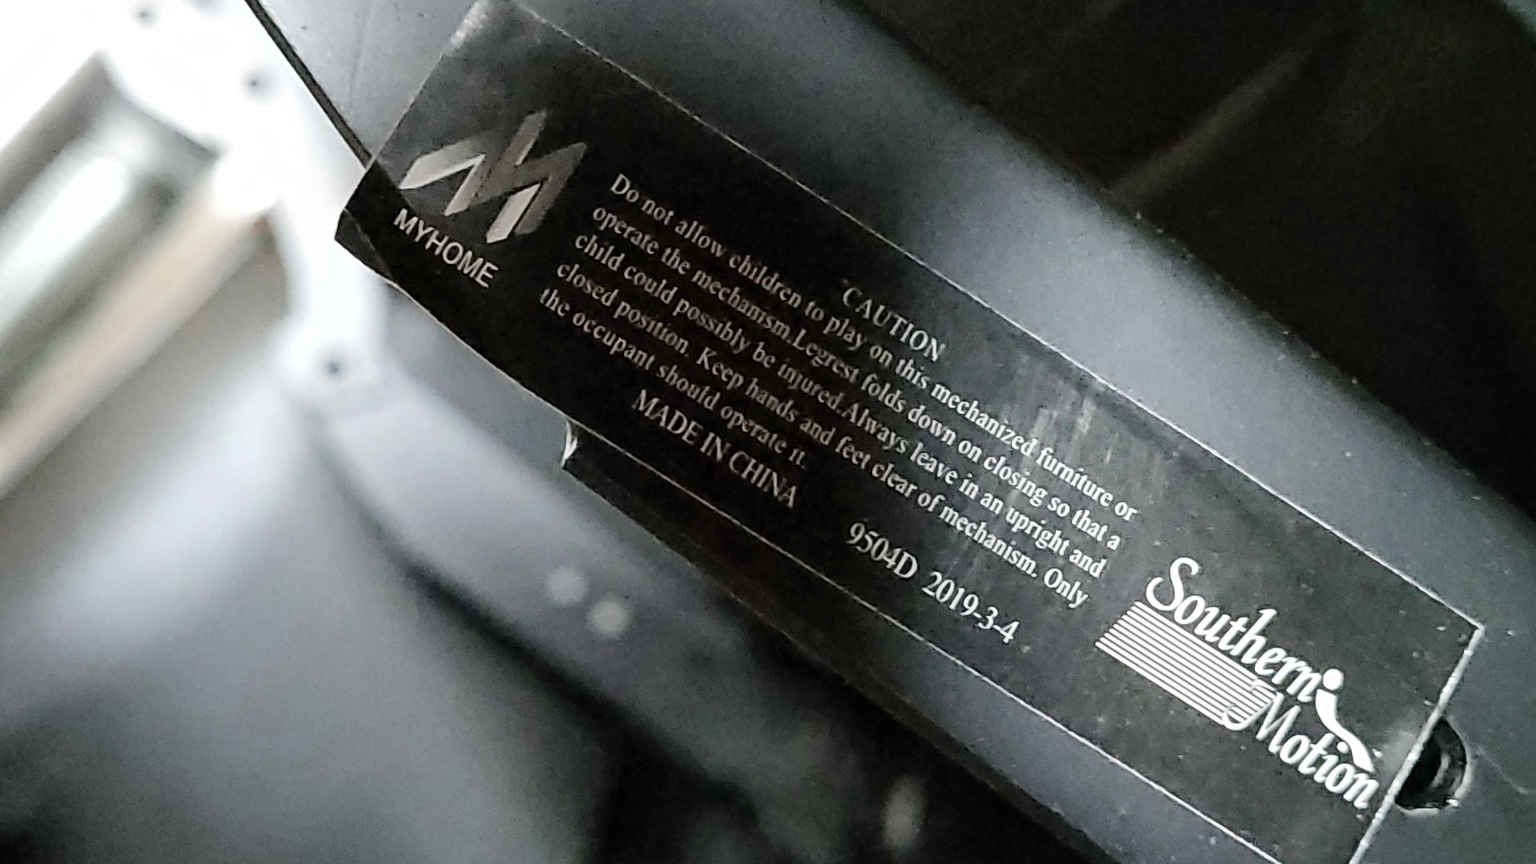 MYHOME
CAUTION
Do not allow children to play on this mechanized furniture or
operate the mechanism.Legrest folds down on closing so that a
child could possibly be injured.Always leave in an upright and
closed position. Keep hands and feet clear of mechanism. Only
the occupant should operate it.
MADE IN CHINA
9504D 2019-3-4
Southern
Motion